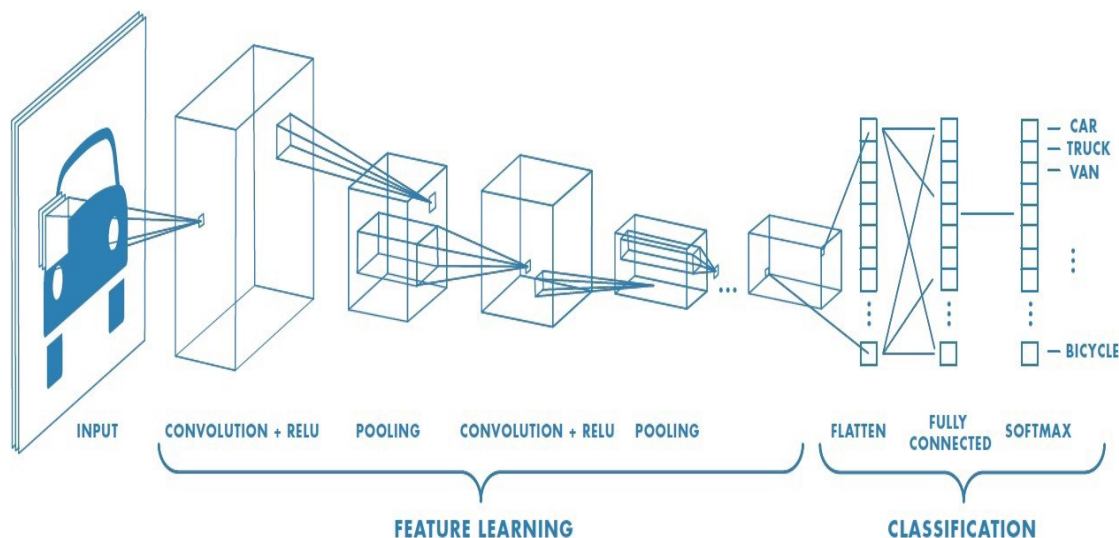 CAR
TRUCK
VAN
BICYCLE
INPUT
CONVOLUTION + RELU
POOLING
CONVOLUTION + RELU
POOLING
FLATTEN
FULLY
CONNECTED
SOFTMAX
FEATURE LEARNING
CLASSIFICATION